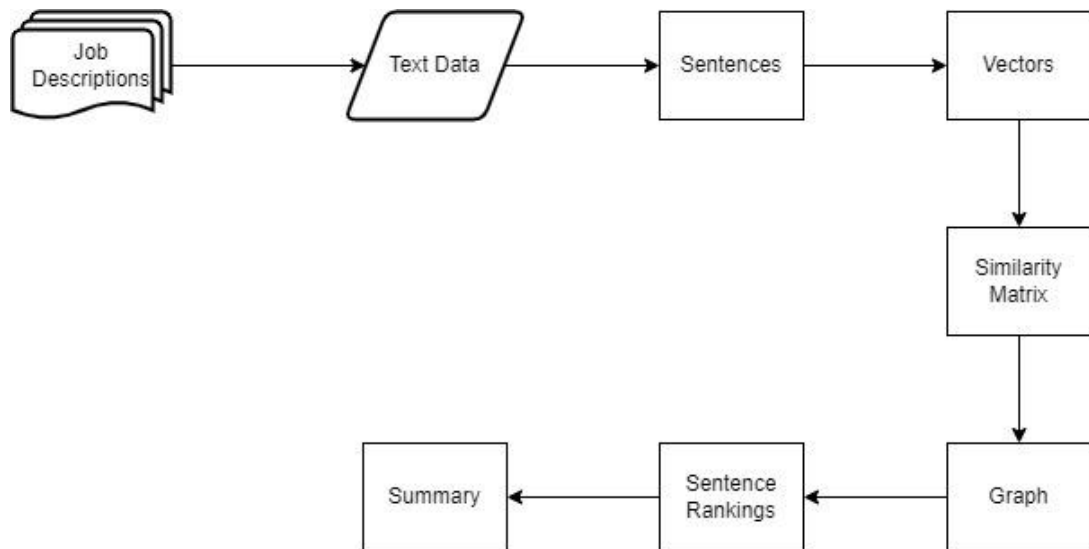 Job
Descriptions
Text Data
Sentences
Vectors
Similarity
Matrix
Graph
Sentence
Rankings
Summary